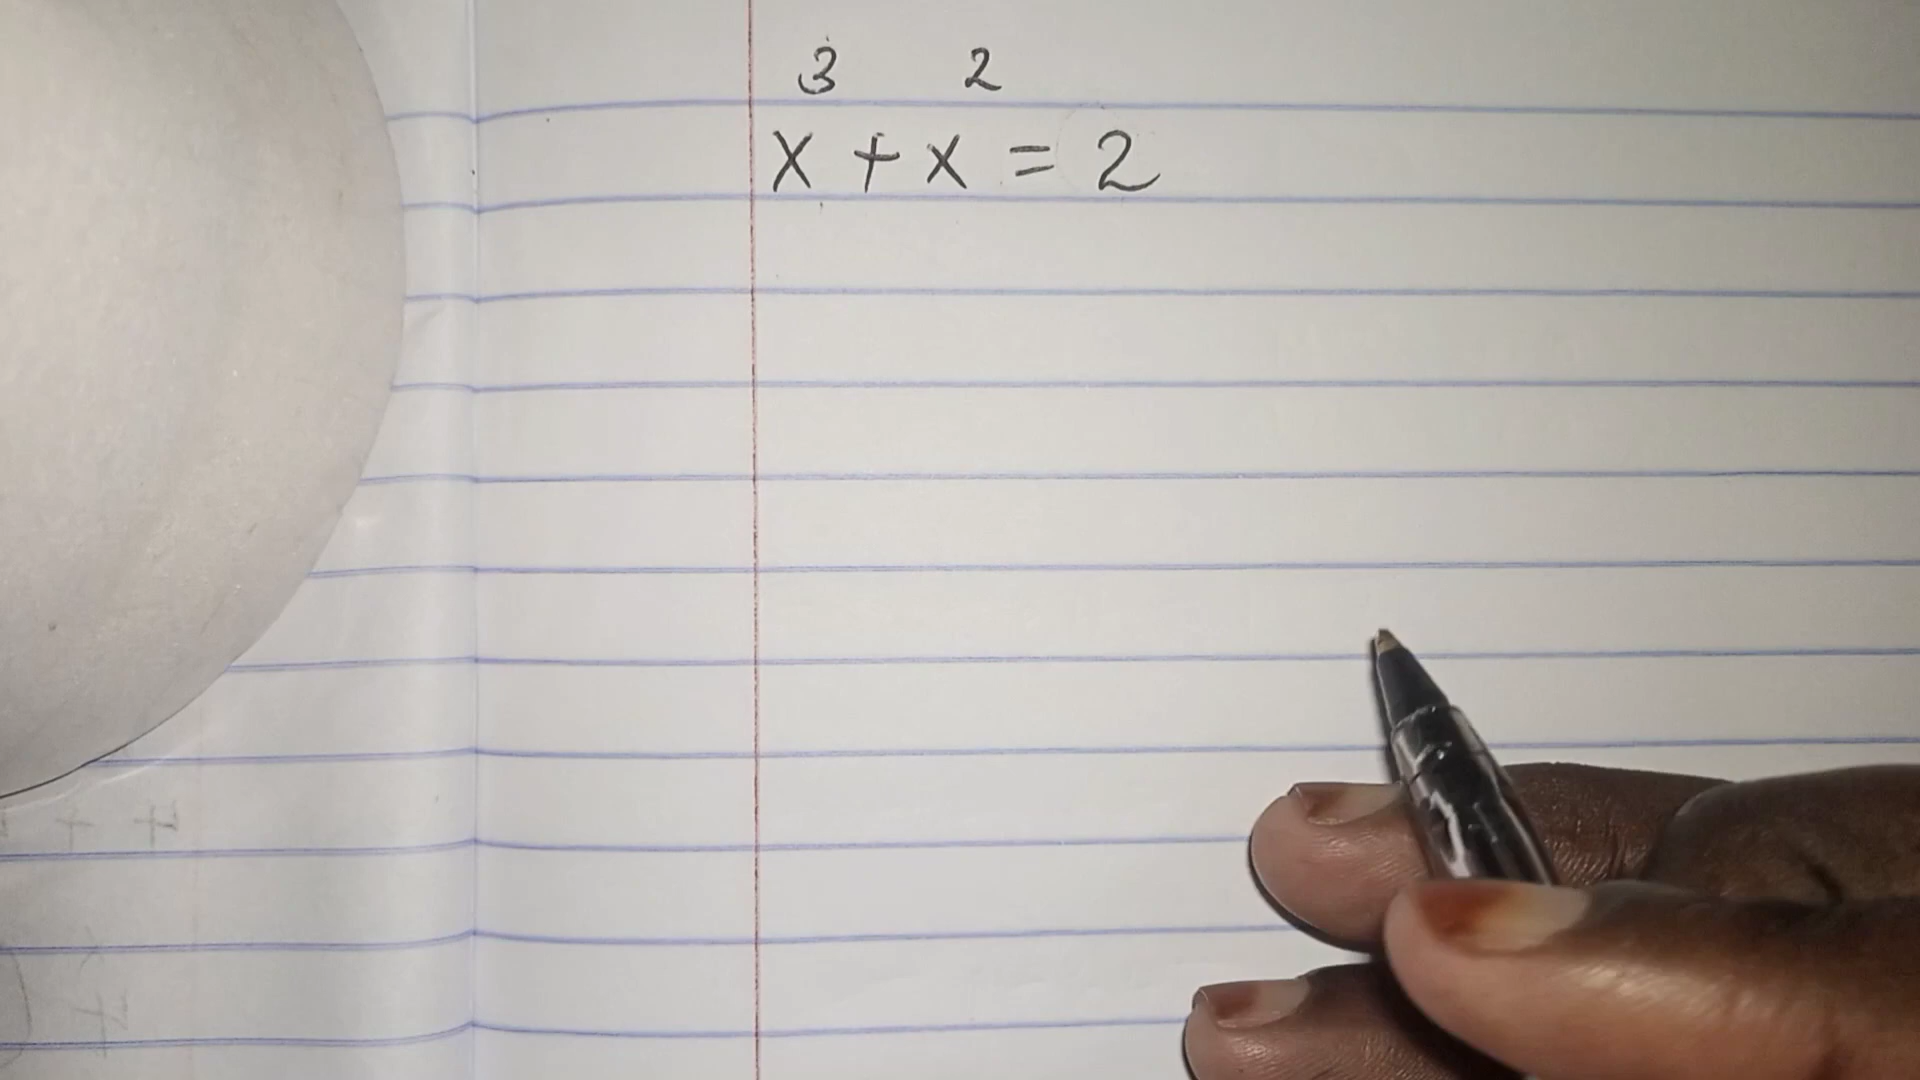 3 2
x + x = 2